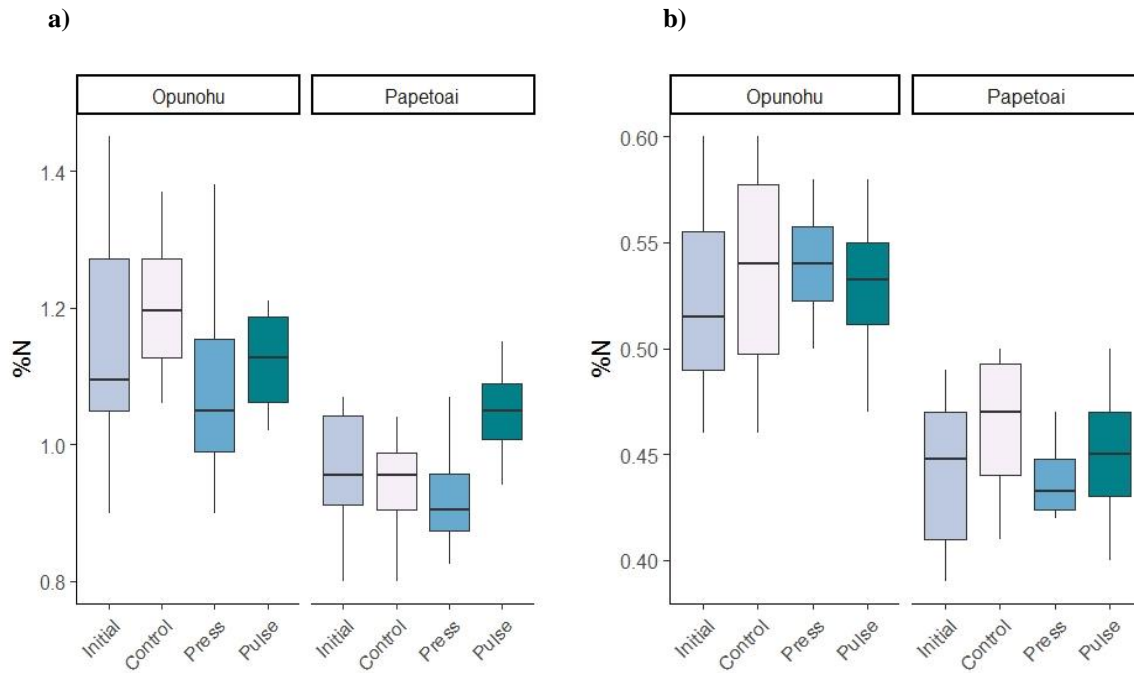 a)
Opunohu Papetoai
1.4
1.2
1.0
0.8
%N
Initial Control Press Pulse Initial Control Press Pulse
b)
Opunohu Papetoai
0.60
0.55
0.50
0.45
0.40
%N
Initial Control Press Pulse Initial Control Press Pulse